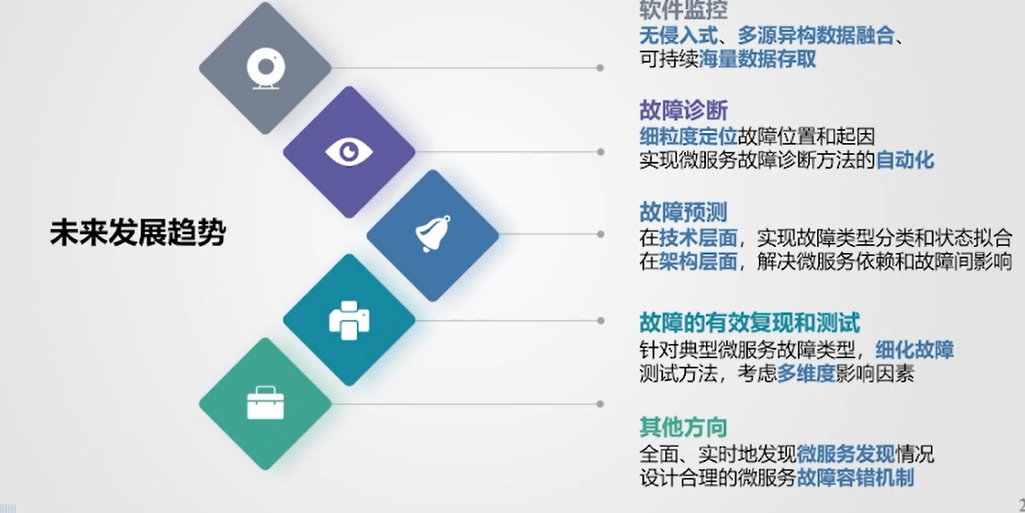 软件监控
无侵入式、多源异构数据融合、
可持续海量数据存取
故障诊断
细粒度定位故障位置和起因
实现微服务故障诊断方法的自动化
未来发展趋势
故障预测
在技术层面，实现故障类型分类和状态拟合
在架构层面，解决微服务依赖和故障间影响
故障的有效复现和测试
针对典型微服务故障类型，细化故障
测试方法，考虑多维度影响因素
其他方向
全面、实时地发现微服务发现情况
设计合理的微服务故障容错机制